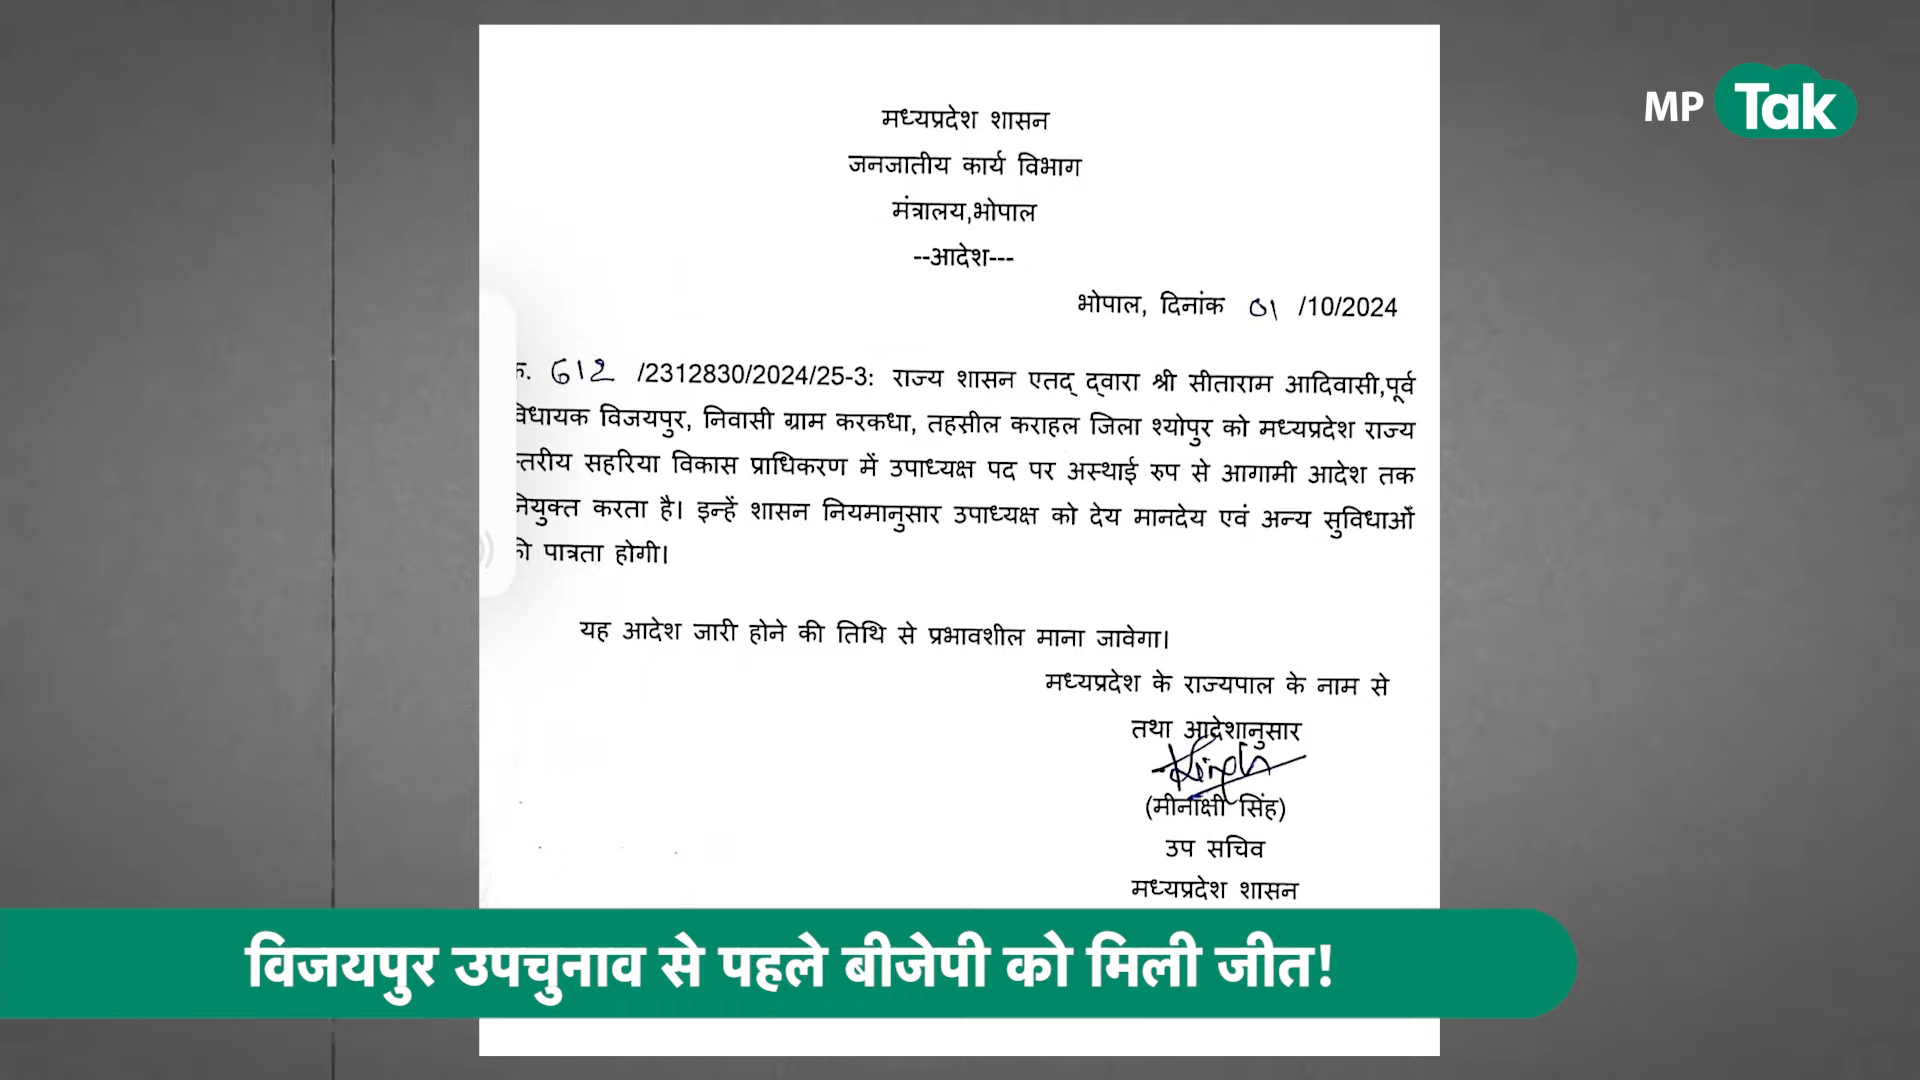 MP Tak
मध्यप्रदेश शासन
जनजातीय कार्य विभाग
मंत्रालय,भोपाल
--आदेश---
भोपाल, दिनांक 01 /10/2024
612 /2312830/2024/25-3: राज्य शासन एतद् द्वारा श्री सीताराम आदिवासी,पूर्व
विधायक विजयपुर, निवासी ग्राम करकधा, तहसील कराहल जिला श्योपुर को मध्यप्रदेश राज्य
स्तरीय सहरिया विकास प्राधिकरण में उपाध्यक्ष पद पर अस्थाई रुप से आगामी आदेश तक
नियुक्त करता है। इन्हें शासन नियमानुसार उपाध्यक्ष को देय मानदेय एवं अन्य सुविधाओं
की पात्रता होगी।
यह आदेश जारी होने की तिथि से प्रभावशील माना जावेगा।
मध्यप्रदेश के राज्यपाल के नाम से
तथा आदेशानुसार
(मीनाक्षी सिंह)
उप सचिव
मध्यप्रदेश शासन
विजयपुर उपचुनाव से पहले बीजेपी को मिली जीत!